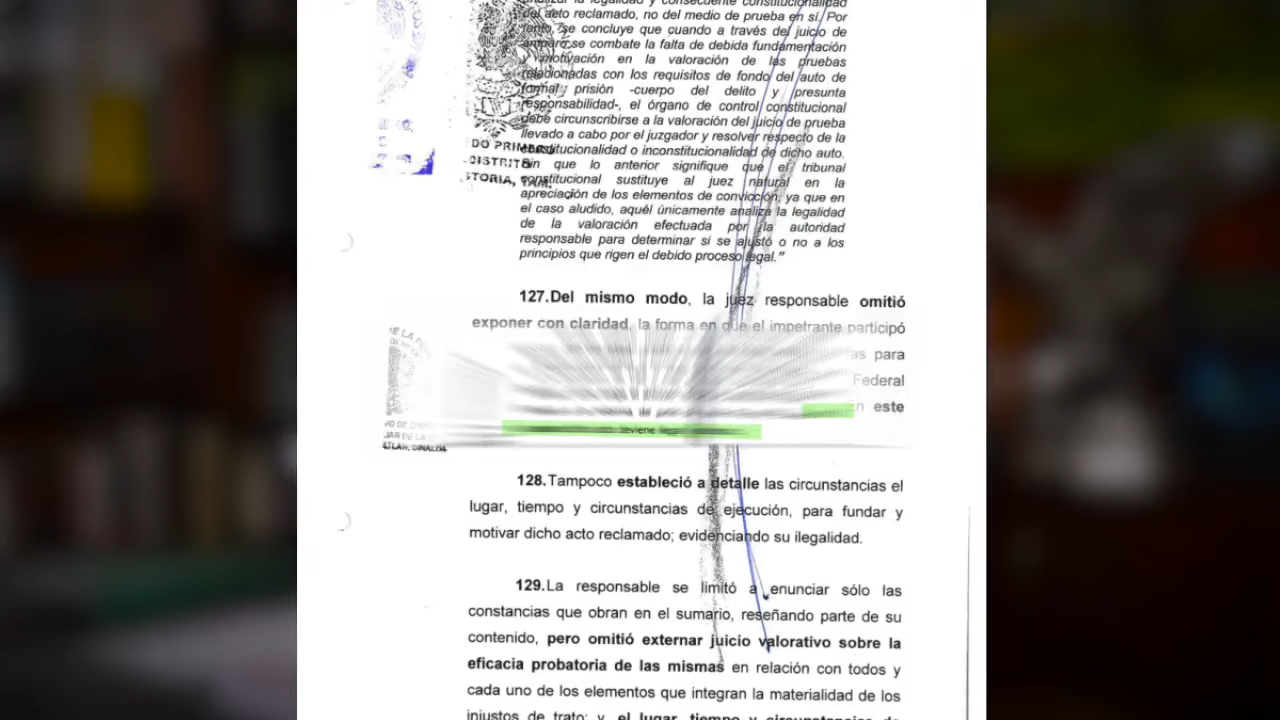 analizar la legalidad y consecuente constitucionalidad
del acto reclamado, no del medio de prueba en sí. Por
tanto, se concluye que cuando a través del juicio de
amparo se combate la falta de debida fundamentación
y motivación en la valoración de las pruebas
relacionadas con los requisitos de fondo del auto de
formal prisión -cuerpo del delito y presunta
responsabilidad-, el órgano de control constitucional
debe circunscribirse a la valoración del juicio de prueba
llevado a cabo por el juzgador y resolver respecto de la
constitucionalidad o inconstitucionalidad de dicho auto.
Sin que lo anterior signifique que el tribunal
constitucional sustituye al juez natural en la
apreciación de los elementos de convicción, ya que en
el caso aludido, aquél únicamente analiza la legalidad
de la valoración efectuada por la autoridad
responsable para determinar si se ajustó o no a los
principios que rigen el debido proceso legal."
DO PRIMERO
DISTRITO
TORIA, TAM.
127.Del mismo modo, la juez responsable omitió
exponer con claridad, la forma en que el impetrante participó
para
Federal
este
deviene
DE LA
ATLAN, SINALOA
128.Tampoco estableció a detalle las circunstancias el
lugar, tiempo y circunstancias de ejecución, para fundar y
motivar dicho acto reclamado; evidenciando su ilegalidad.
129.La responsable se limitó a enunciar sólo las
constancias que obran en el sumario, reseñando parte de su
contenido, pero omitió externar juicio valorativo sobre la
eficacia probatoria de las mismas en relación con todos y
cada uno de los elementos que integran la materialidad de los
injustos de trato; y, el lugar, tiempo y circunstancias de